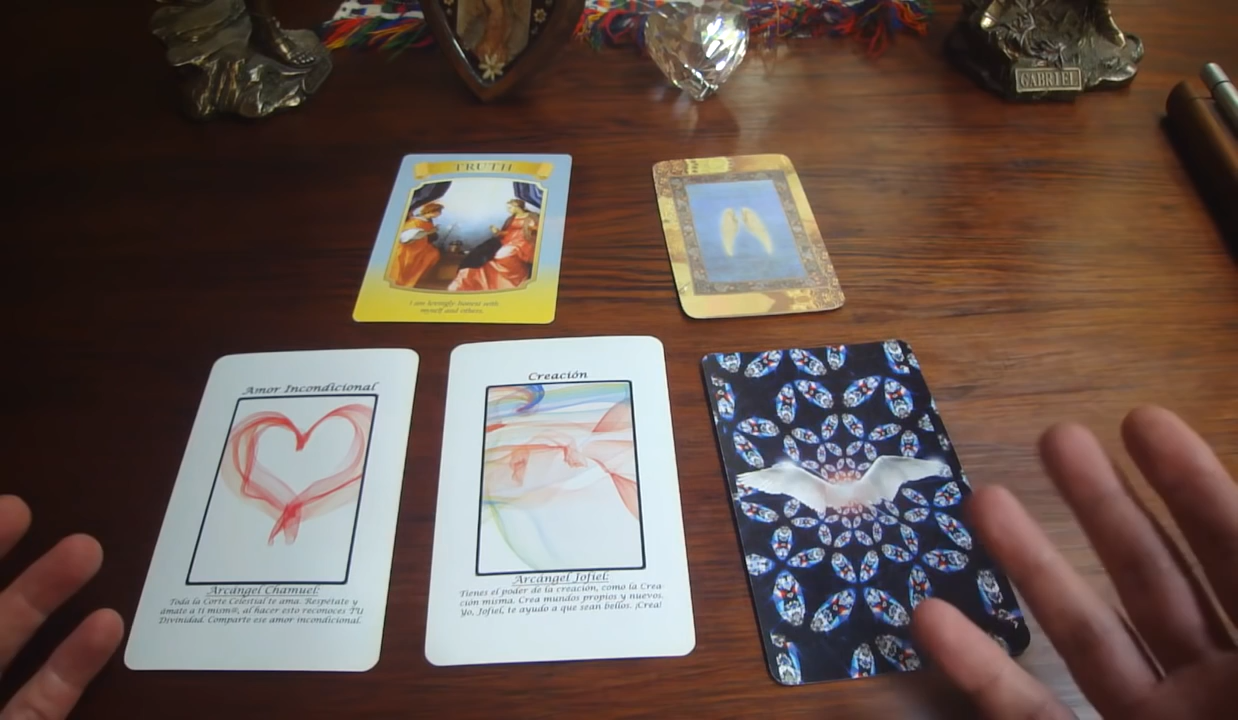 GABRIEL
TRUTH
I am lovingly honest with
myself and others.
Amor Incondicional
Arcángel Chamuel:
Toda la Corte Celestial te ama. Respétate y
ámate a Ti mism@, al hacer esto reconoces TU
Divinidad. Comparte ese amor incondicional.
Creación
Arcángel Jofiel:
Tienes el poder de la creación, como la Crea-
ción misma. Crea mundos propios y nuevos.
Yo, Jofiel, te ayudo a que sean bellos. ¡Crea!